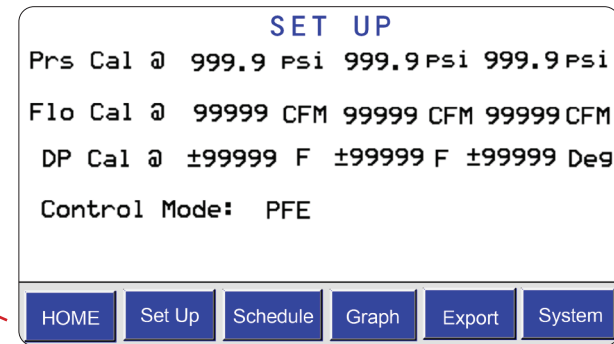 SET UP
Prs Cal @ 999.9 psi 999.9 psi 999.9 psi
Flo Cal @ 99999 CFM 99999 CFM 99999 CFM
DP Cal @ ±99999 F ±99999 F ±99999 Deg
Control Mode: PFE
HOME Set Up Schedule Graph Export System